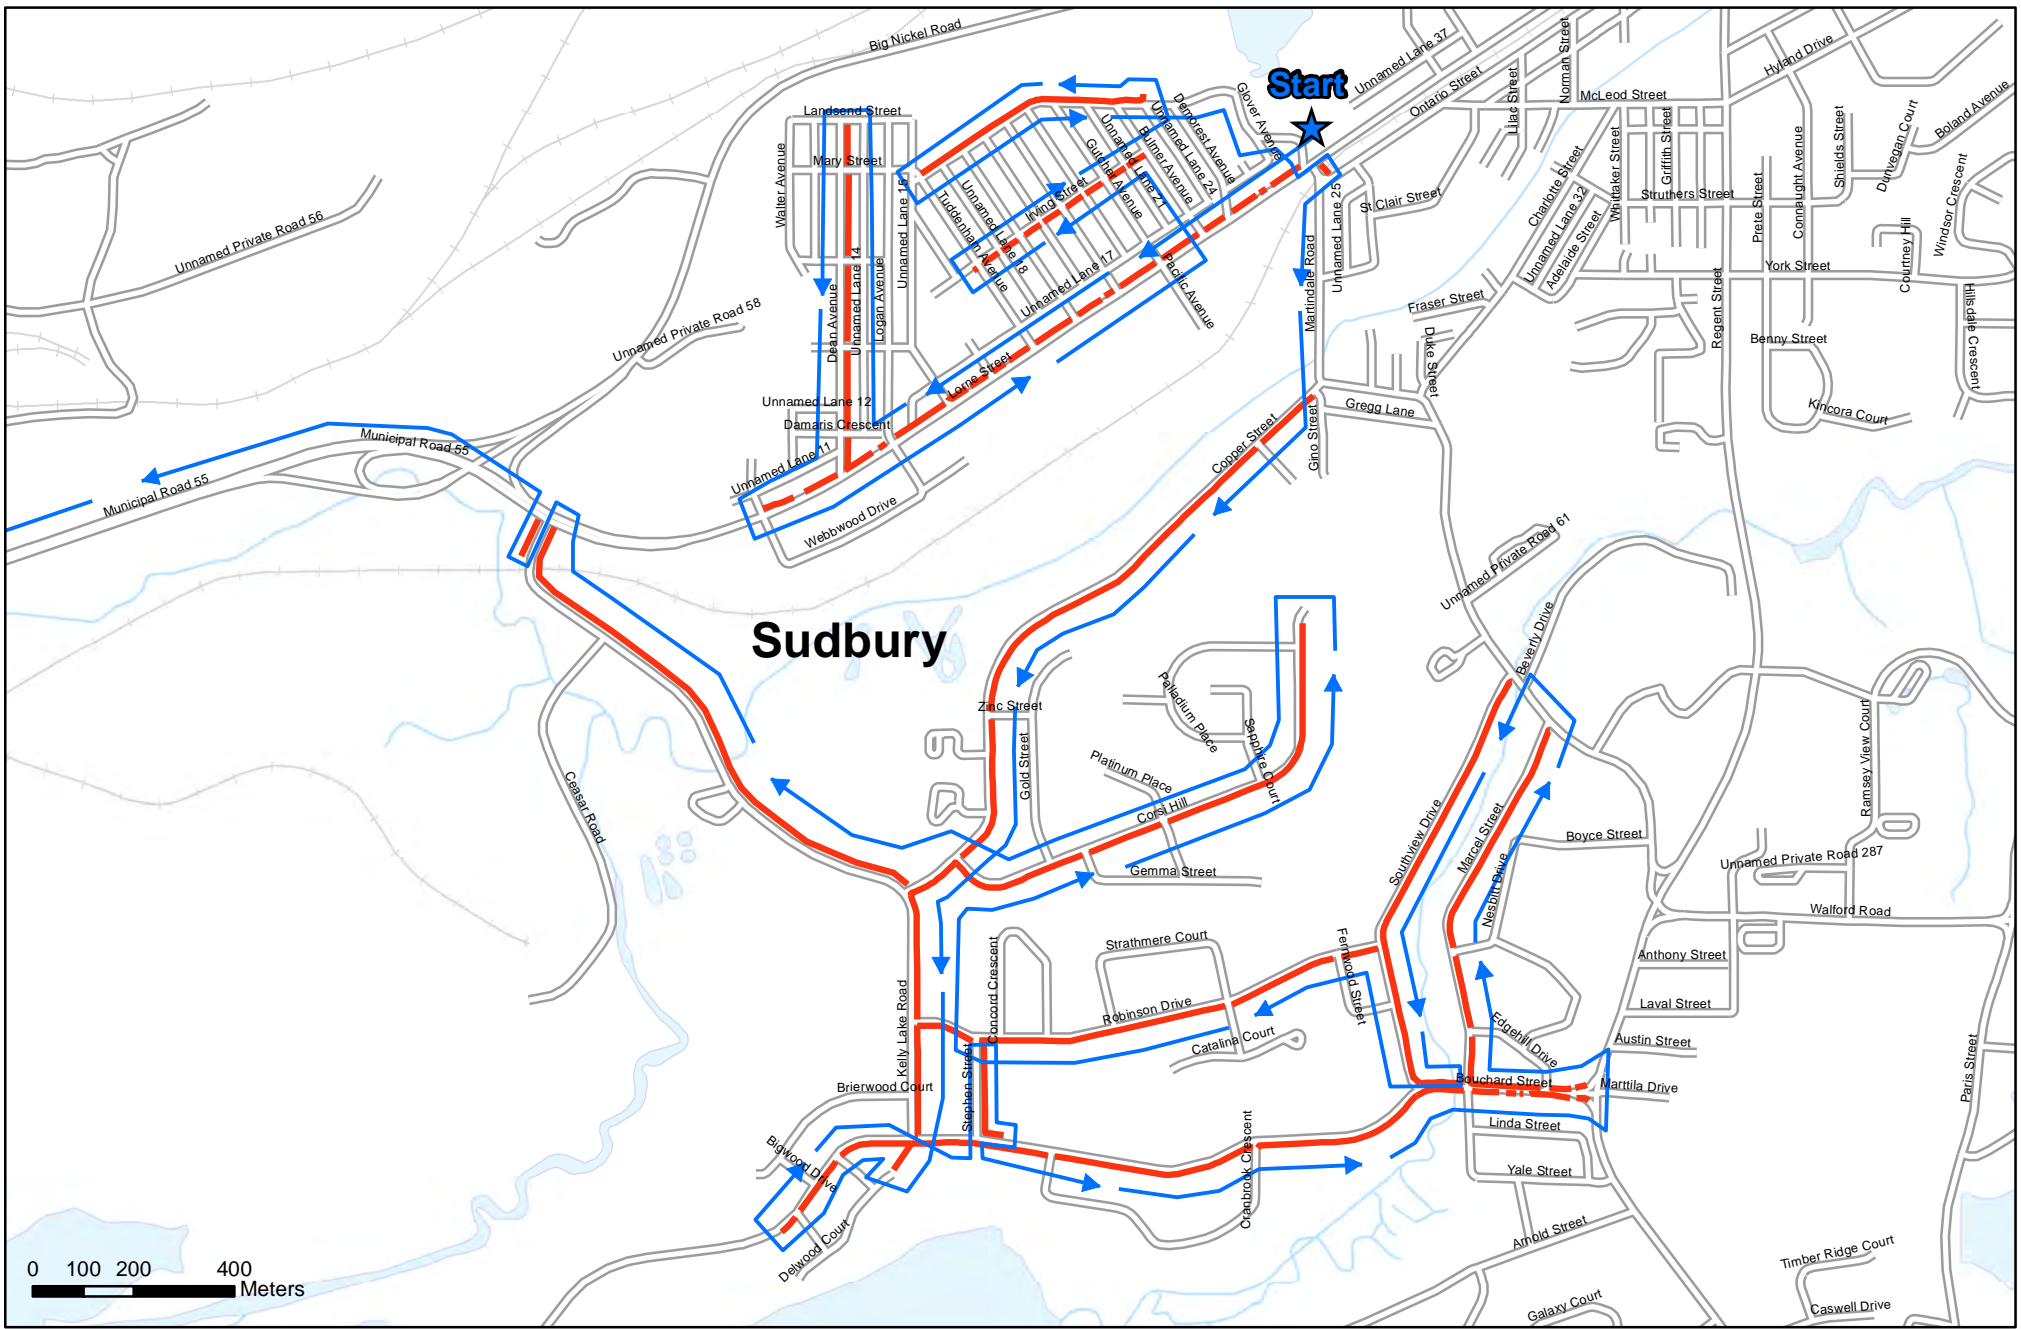 Big Nickel Road
Unnamed Lane 37
Norman Street
Hyland Drive
Start
Ontario Street
Lilac Street
McLeod Street
Glover Avenue
Demorest Avenue
Landsend Street
Unnamed Lane 24
Bulmer Avenue
Unnamed Lane 21
Gutcher Avenue
Griffith Street
Whittaker Street
Connaught Avenue
Shields Street
Dunvegan Court
Boland Avenue
Mary Street
Walter Avenue
Unnamed Lane 15
Irving Street
Unnamed Lane 18
Tuddenham Avenue
Unnamed Lane 25
St Clair Street
Charlotte Street
Unnamed Lane 32
Adelaide Street
Struthers Street
Prete Street
Windsor Crescent
Courtney Hill
Unnamed Private Road 56
Unnamed Lane 14
Logan Avenue
Dean Avenue
Unnamed Lane 17
Pacific Avenue
Martindale Road
York Street
Regent Street
Hillsdale Crescent
Fraser Street
Duke Street
Benny Street
Unnamed Private Road 58
Lorne Street
Unnamed Lane 12
Damaris Crescent
Gregg Lane
Kincora Court
Municipal Road 55
Unnamed Lane 11
Copper Street
Gino Street
Municipal Road 55
Webbwood Drive
Unnamed Private Road 61
Sudbury
Beverly Drive
Zinc Street
Palladium Place
Sapphire Court
Gold Street
Platinum Place
Corsi Hill
Ramsey View Court
Ceasar Road
Southview Drive
Marcel Street
Boyce Street
Gemma Street
Nesbitt Drive
Unnamed Private Road 287
Walford Road
Strathmere Court
Fernwood Street
Concord Crescent
Anthony Street
Kelly Lake Road
Robinson Drive
Laval Street
Catalina Court
Edgehill Drive
Austin Street
Stephen Street
Brierwood Court
Bouchard Street
Marttila Drive
Paris Street
Linda Street
Bigwood Drive
Cranbrook Crescent
Yale Street
Delwood Court
Arnold Street
Timber Ridge Court
Galaxy Court
Caswell Drive
0 100 200 400
Meters